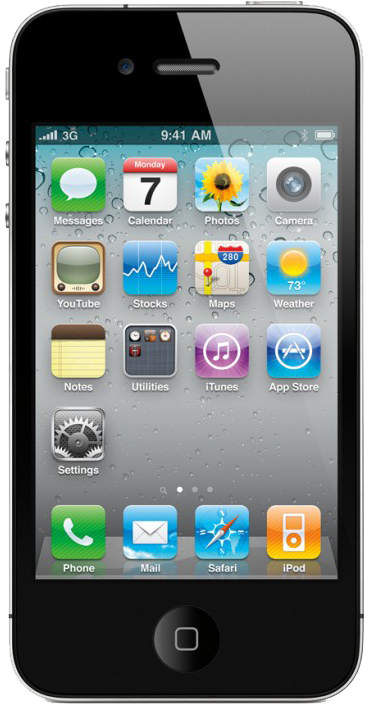 3G 9:41 AM
Monday
7
280
73°
Messages Calendar Photos Camera
YouTube Stocks Maps Weather
Notes Utilities iTunes App Store
Settings
Phone Mail Safari iPod